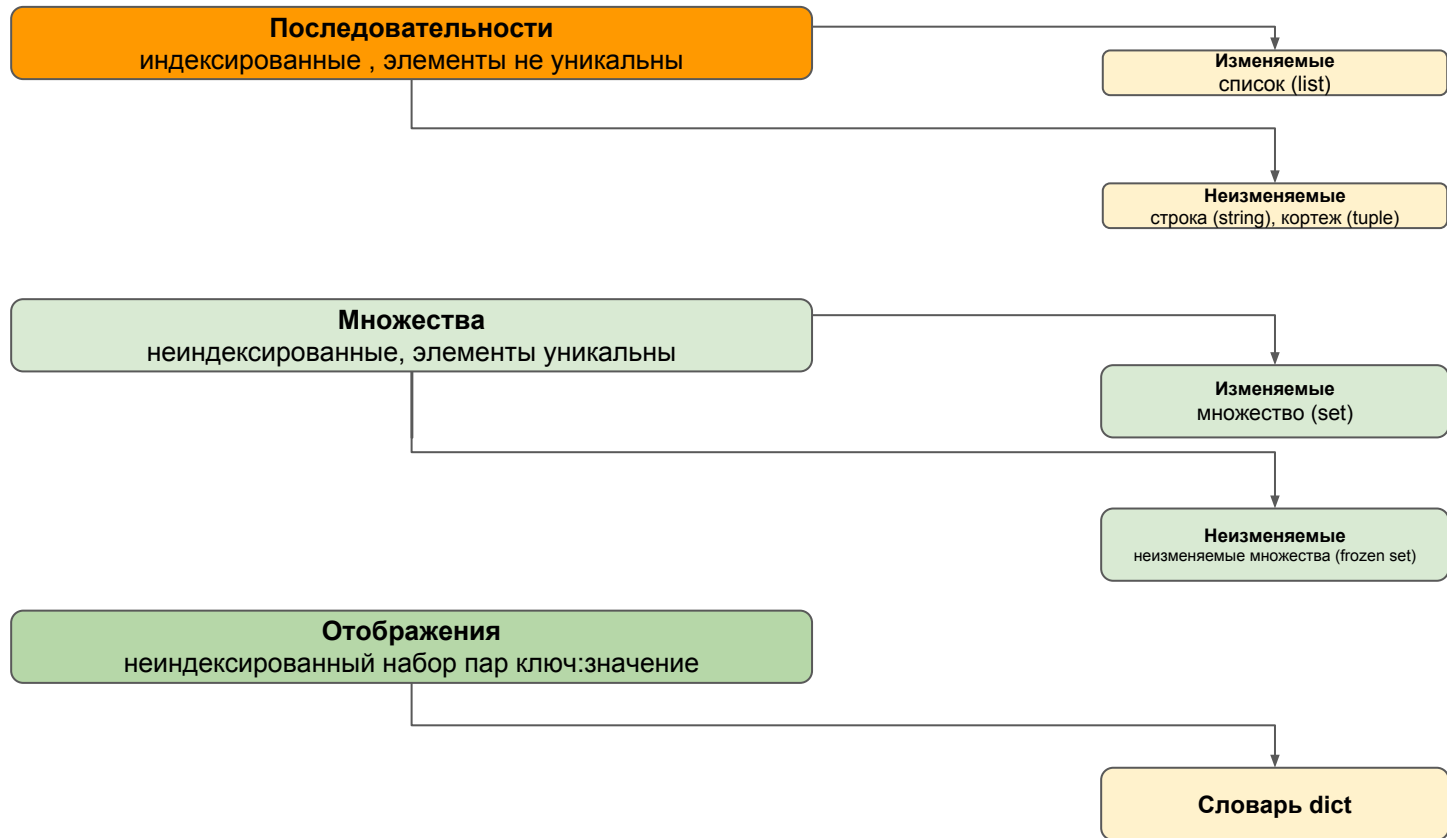 Последовательности
индексированные , элементы не уникальны
Изменяемые
список (list)
Неизменяемые
строка (string), кортеж (tuple)
Множества
неиндексированные, элементы уникальны
Изменяемые
множество (set)
Неизменяемые
неизменяемые множества (frozen set)
Отображения
неиндексированный набор пар ключ:значение
Словарь dict